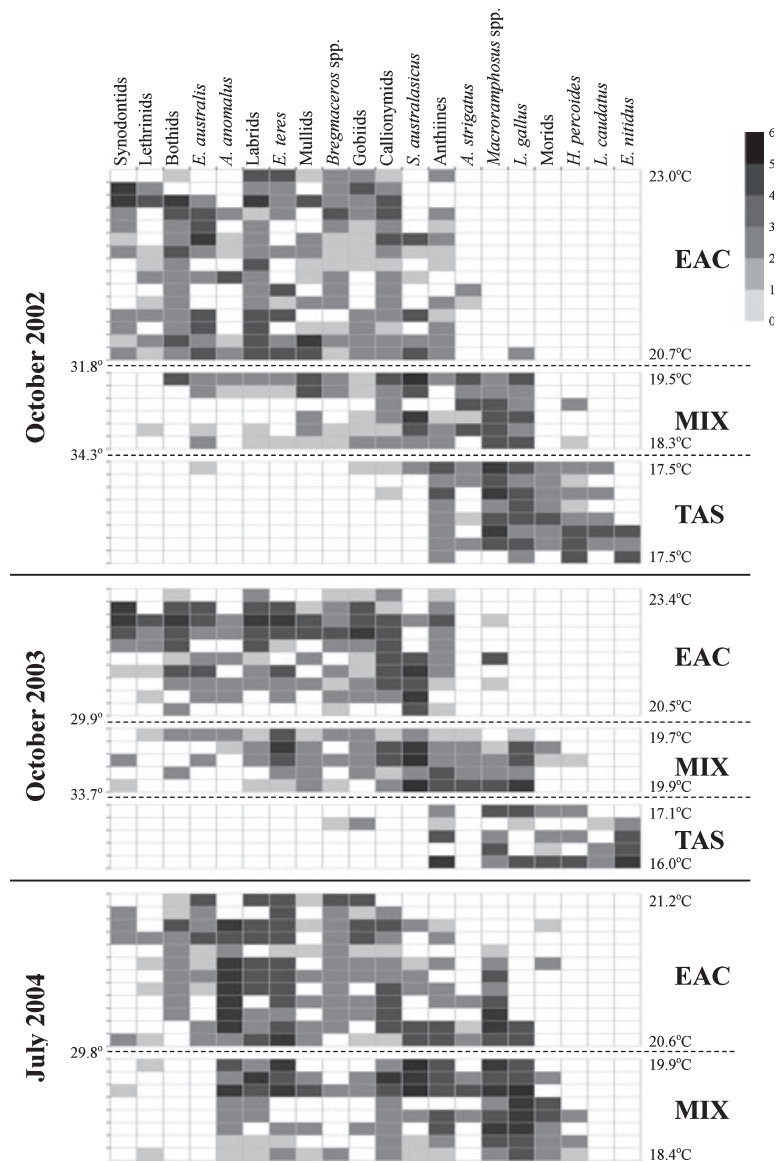 Synodontids
Lethrinids
Bothids
E. australis
A. anomalus
Labrids
E. teres
Mullids
Bregmaceros spp.
Gobiids
Callionymids
S. australasicus
Anthiines
A. strigatus
Macroramphosus spp.
L. gallus
Morids
H. percoides
L. caudatus
E. nitidus
6
5
4
3
2
1
0
October 2002
23.0°C
EAC
20.7°C
31.8°
19.5°C
MIX
18.3°C
34.3°
17.5°C
TAS
17.5°C
October 2003
23.4°C
EAC
20.5°C
29.9°
19.7°C
MIX
19.9°C
33.7°
17.1°C
TAS
16.0°C
July 2004
21.2°C
EAC
20.6°C
29.8°
19.9°C
MIX
18.4°C